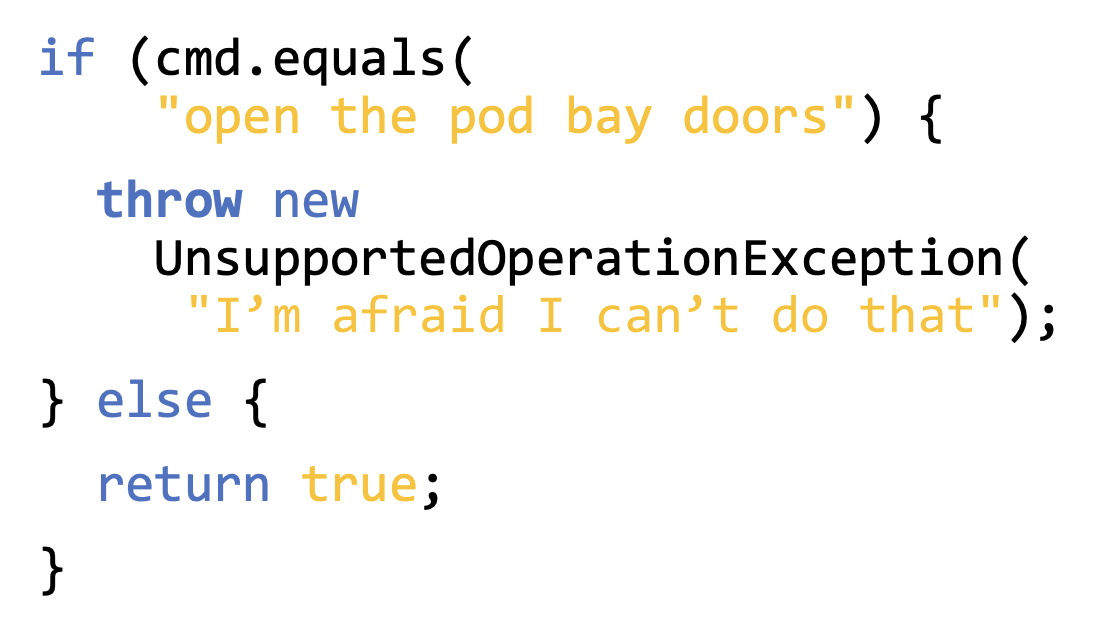 if (cmd.equals(
"open the pod bay doors") {
throw new
UnsupportedOperationException(
"I’m afraid I can’t do that");
} else {
return true;
}